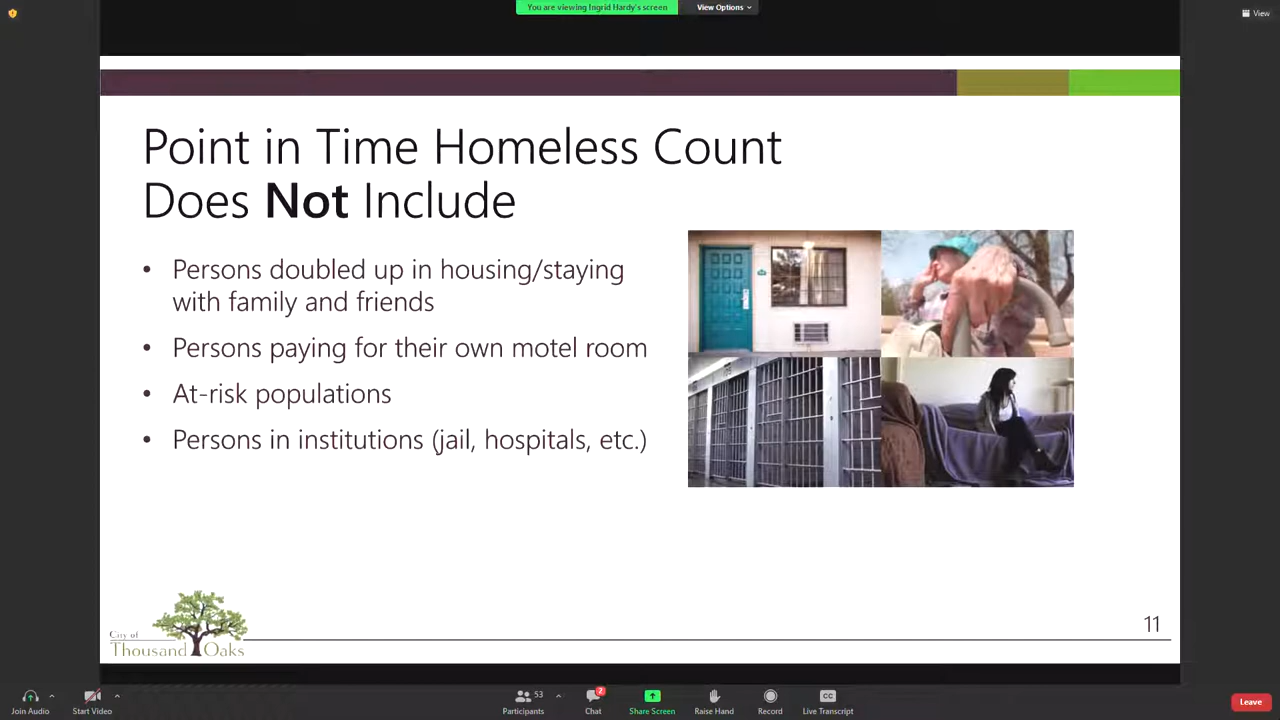 You are viewing Ingrid Hardy's screen
View Options
View
Point in Time Homeless Count
Does Not Include
• Persons doubled up in housing/staying
with family and friends
• Persons paying for their own motel room
• At-risk populations
• Persons in institutions (jail, hospitals, etc.)
City of
Thousand Oaks
11
Join Audio
Start Video
53
Participants
2
Chat
Share Screen
Raise Hand
Record
CC
Live Transcript
Leave